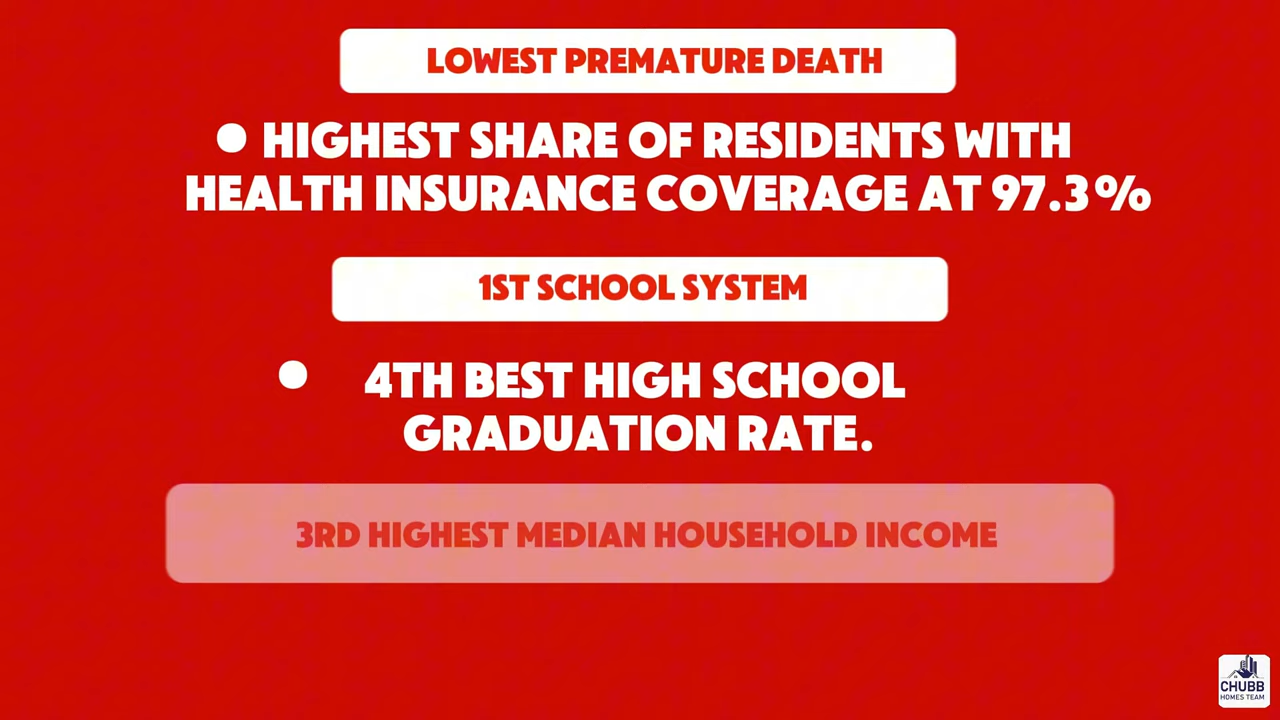 LOWEST PREMATURE DEATH
● HIGHEST SHARE OF RESIDENTS WITH
HEALTH INSURANCE COVERAGE AT 97.3%
1ST SCHOOL SYSTEM
● 4TH BEST HIGH SCHOOL
GRADUATION RATE.
3RD HIGHEST MEDIAN HOUSEHOLD INCOME
CHUBB
HOMES TEAM